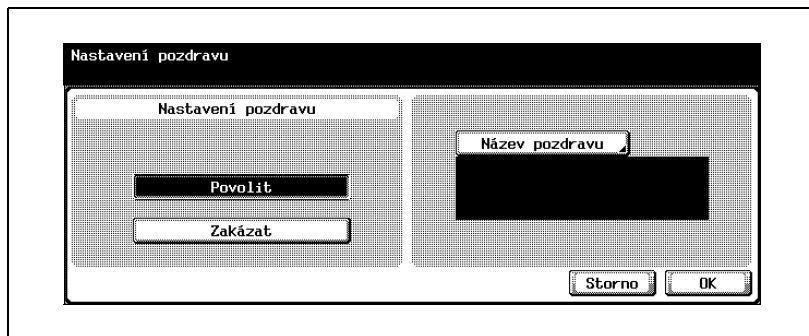 Nastavení pozdravu
Nastavení pozdravu
Název pozdravu
Povolit
Zakázat
Storno
OK